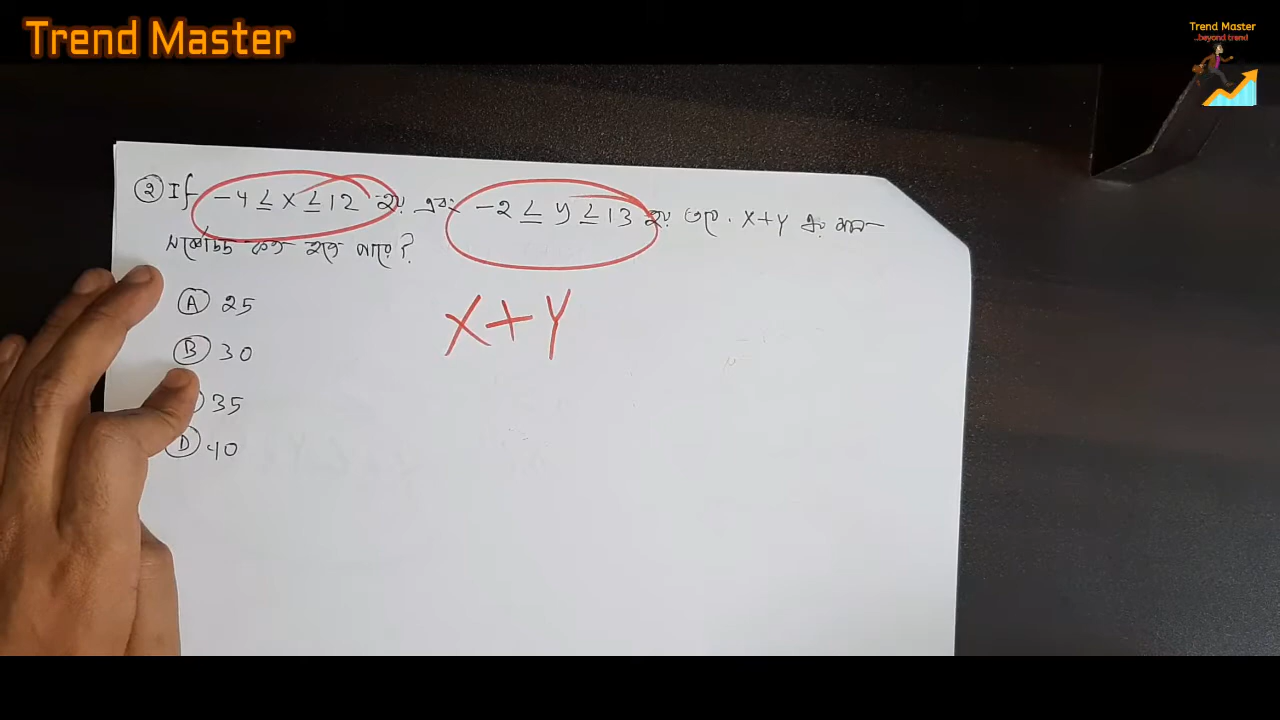 Trend Master
Trend Master
...beyond trend
② If -4 ≤ x ≤ 12 হয় এবং -2 ≤ y ≤ 13 হয় তবে. x+y এর মান
সর্বোচ্চ কত হতে পারে?
Ⓐ 25
Ⓑ 30
35
Ⓓ 40
X+Y